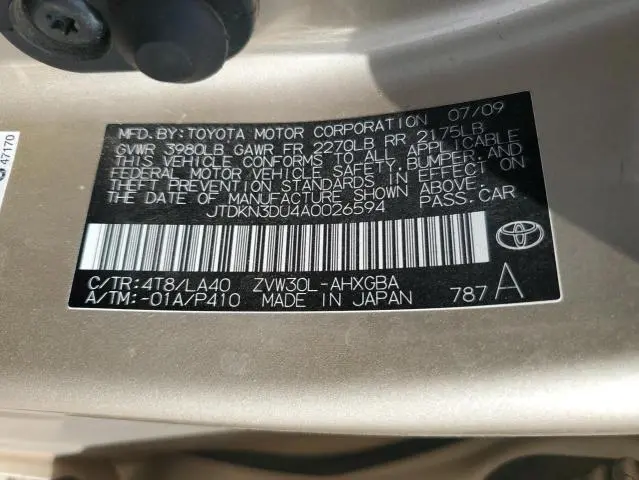 MFD.BY:TOYOTA MOTOR CORPORATION 07/09
GVWR 3980LB GAWR FR 2270LB RR 2175LB
THIS VEHICLE CONFORMS TO ALL APPLICABLE
FEDERAL MOTOR VEHICLE SAFETY, BUMPER, AND
THEFT PREVENTION STANDARDS IN EFFECT ON
THE DATE OF MANUFACTURE SHOWN ABOVE.
JTDKN3DU4A0026594 PASS.CAR
C/TR:4T8/LA40 ZVW30L-AHXGBA
A/TM:-01A/P410 MADE IN JAPAN 787 A
47170